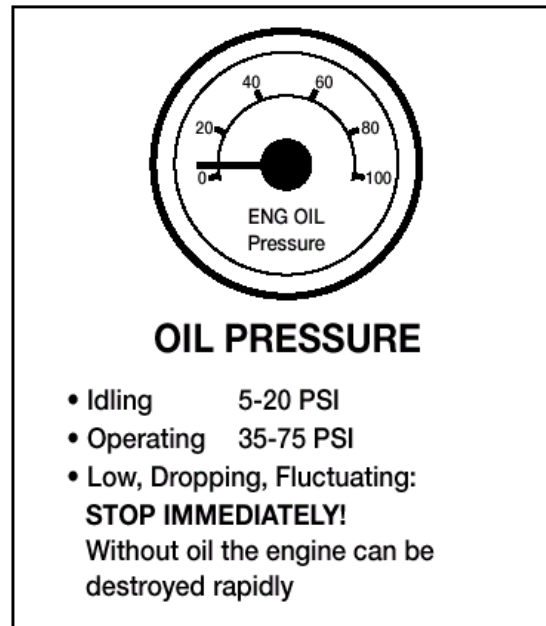 40 60
20 80
0 100
ENG OIL
Pressure
OIL PRESSURE
• Idling 5-20 PSI
• Operating 35-75 PSI
• Low, Dropping, Fluctuating:
STOP IMMEDIATELY!
Without oil the engine can be
destroyed rapidly